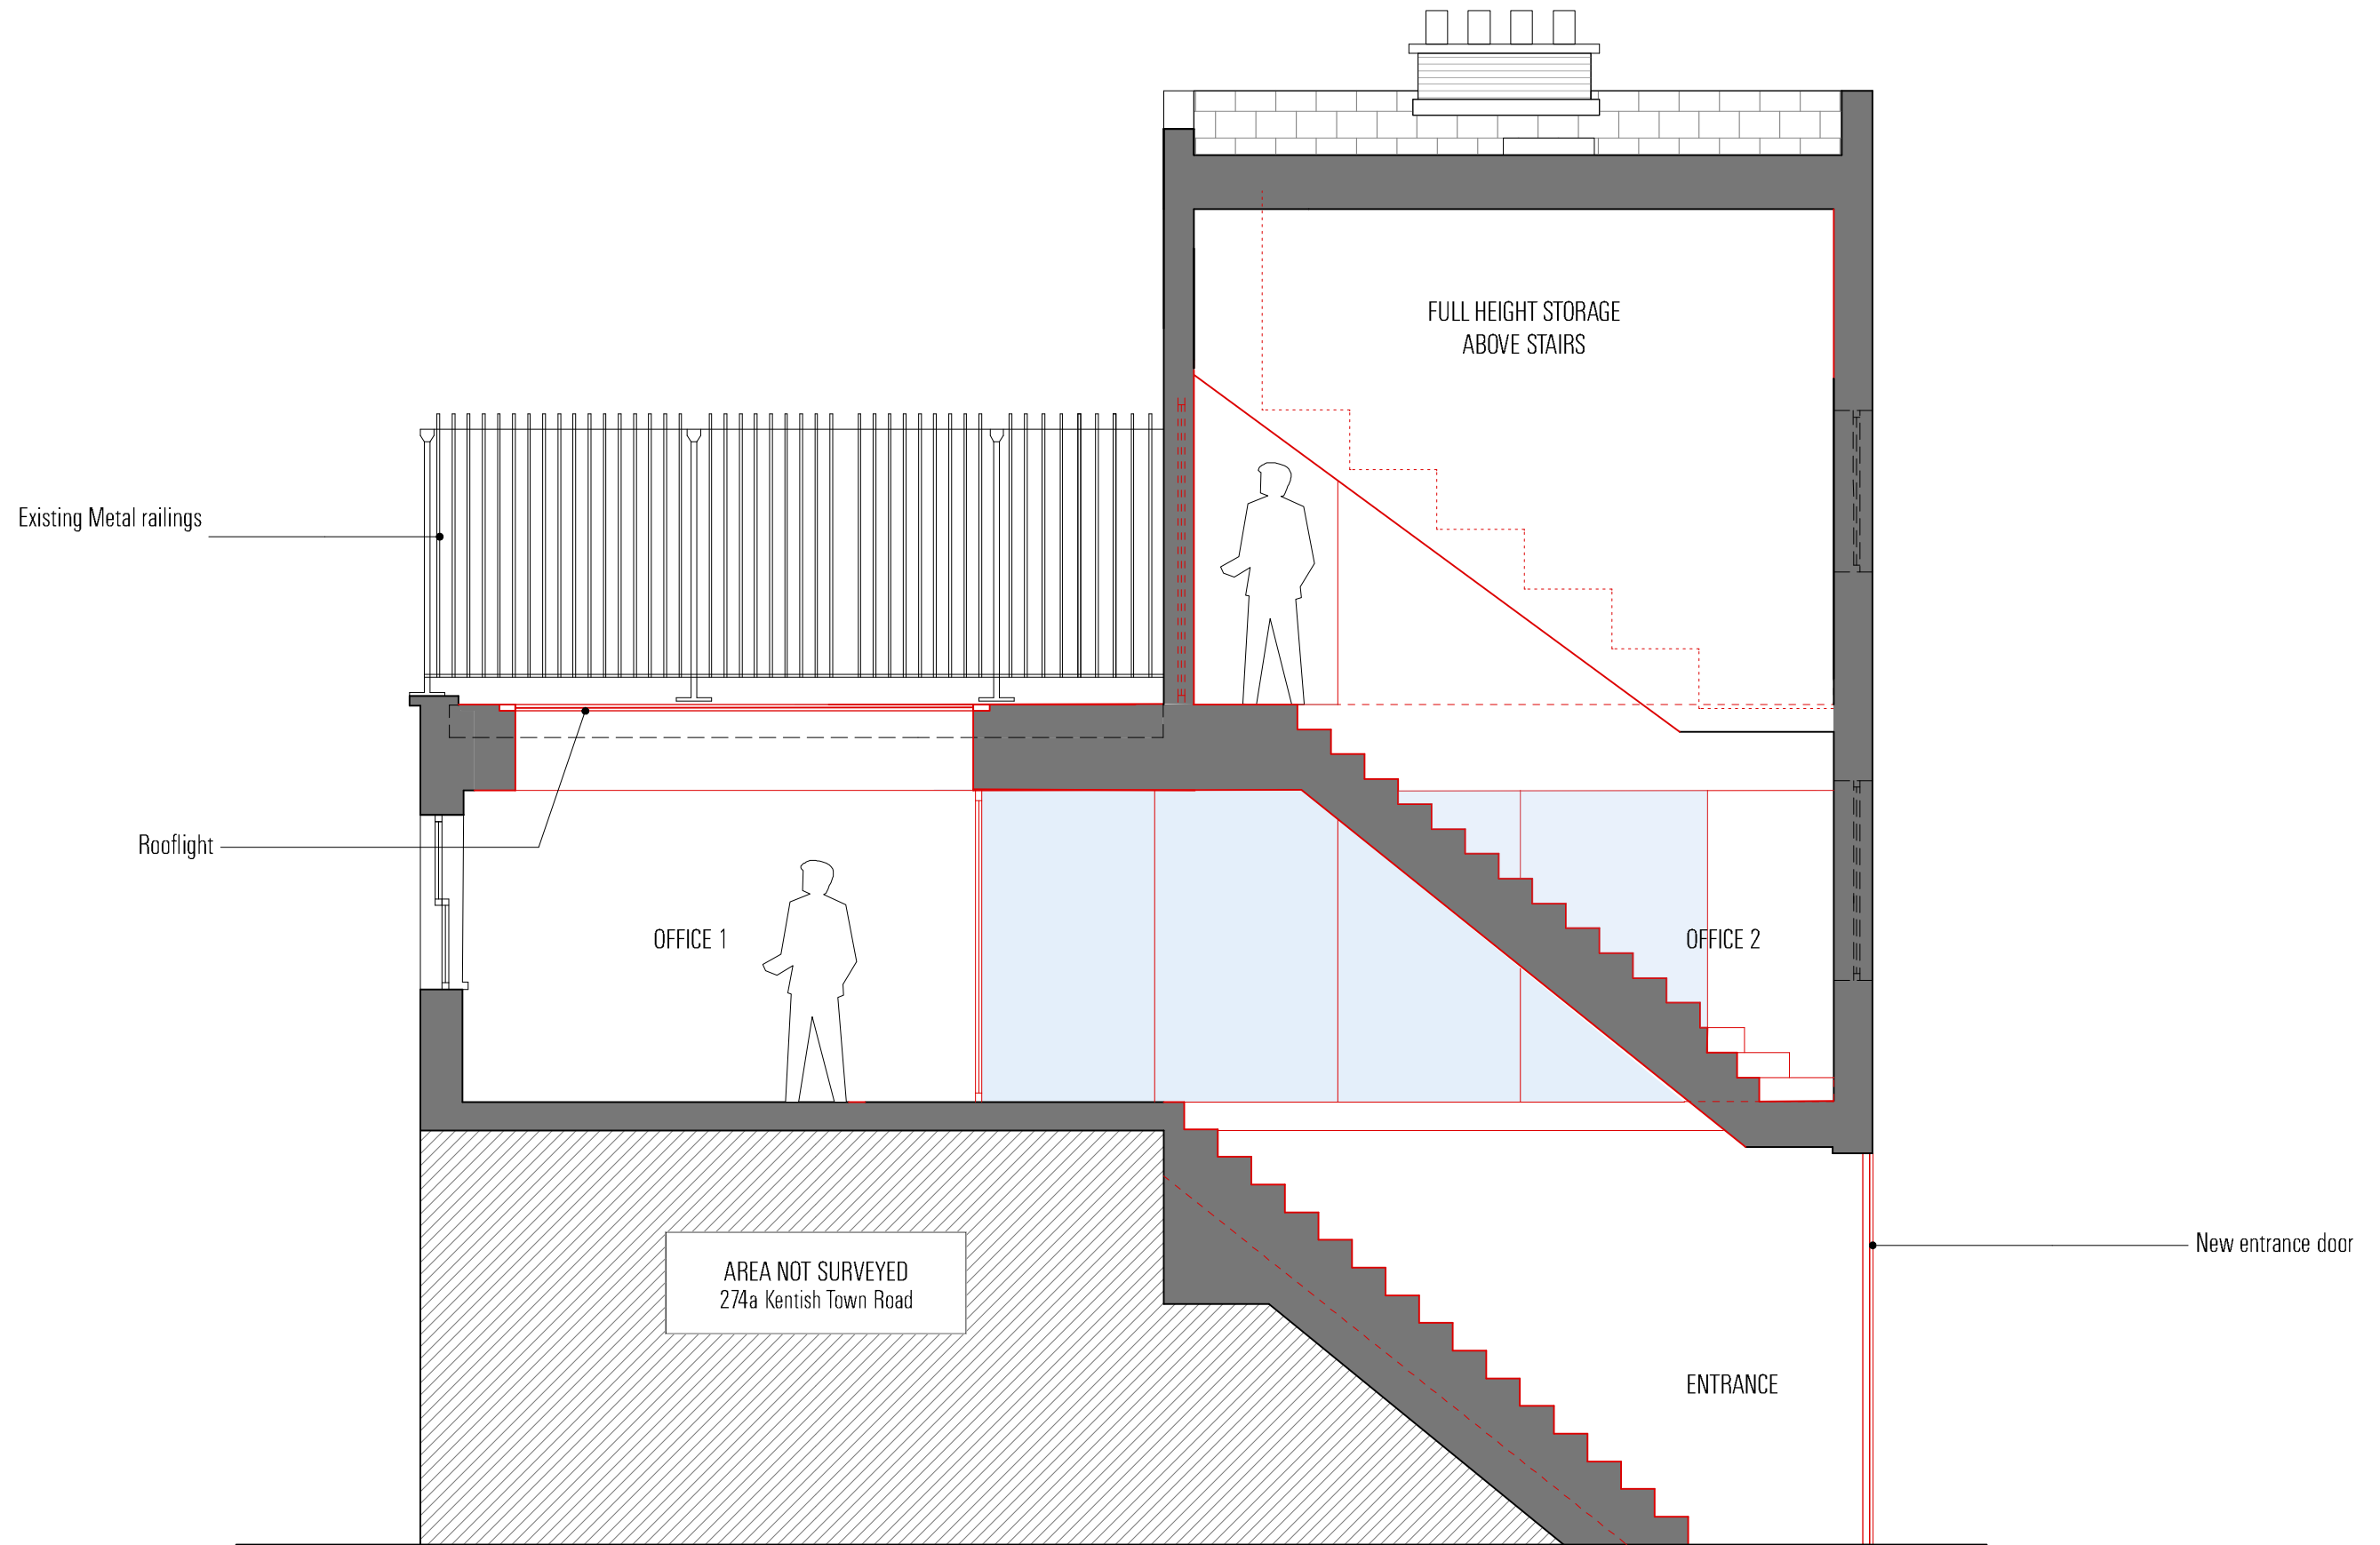 FULL HEIGHT STORAGE
ABOVE STAIRS
Existing Metal railings
Rooflight
OFFICE 1
OFFICE 2
AREA NOT SURVEYED
274a Kentish Town Road
New entrance door
ENTRANCE